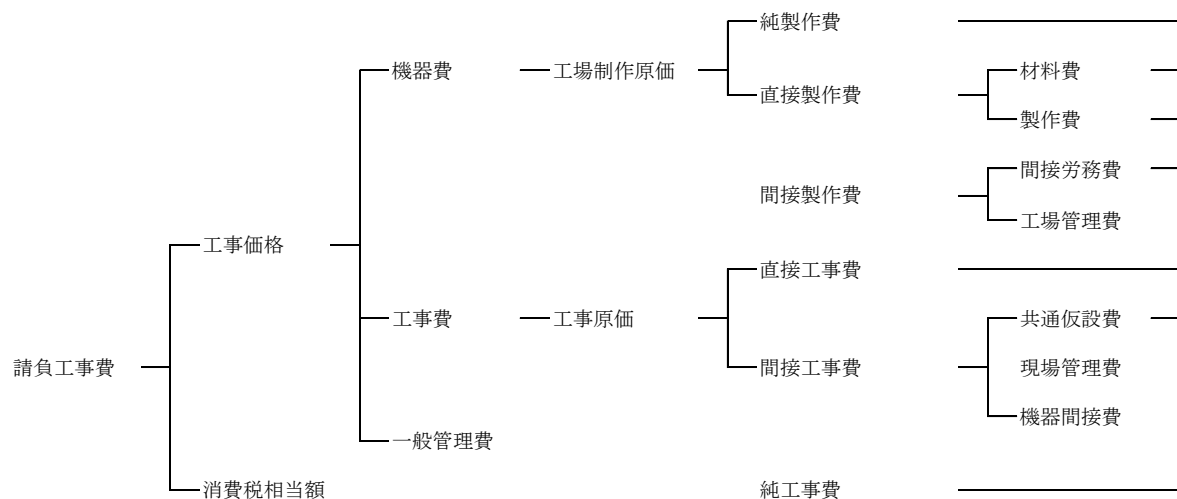 純製作費
機器費
工場制作原価
材料費
直接製作費
製作費
間接労務費
間接製作費
工場管理費
工事価格
直接工事費
工事費
工事原価
共通仮設費
請負工事費
間接工事費
現場管理費
機器間接費
一般管理費
消費税相当額
純工事費